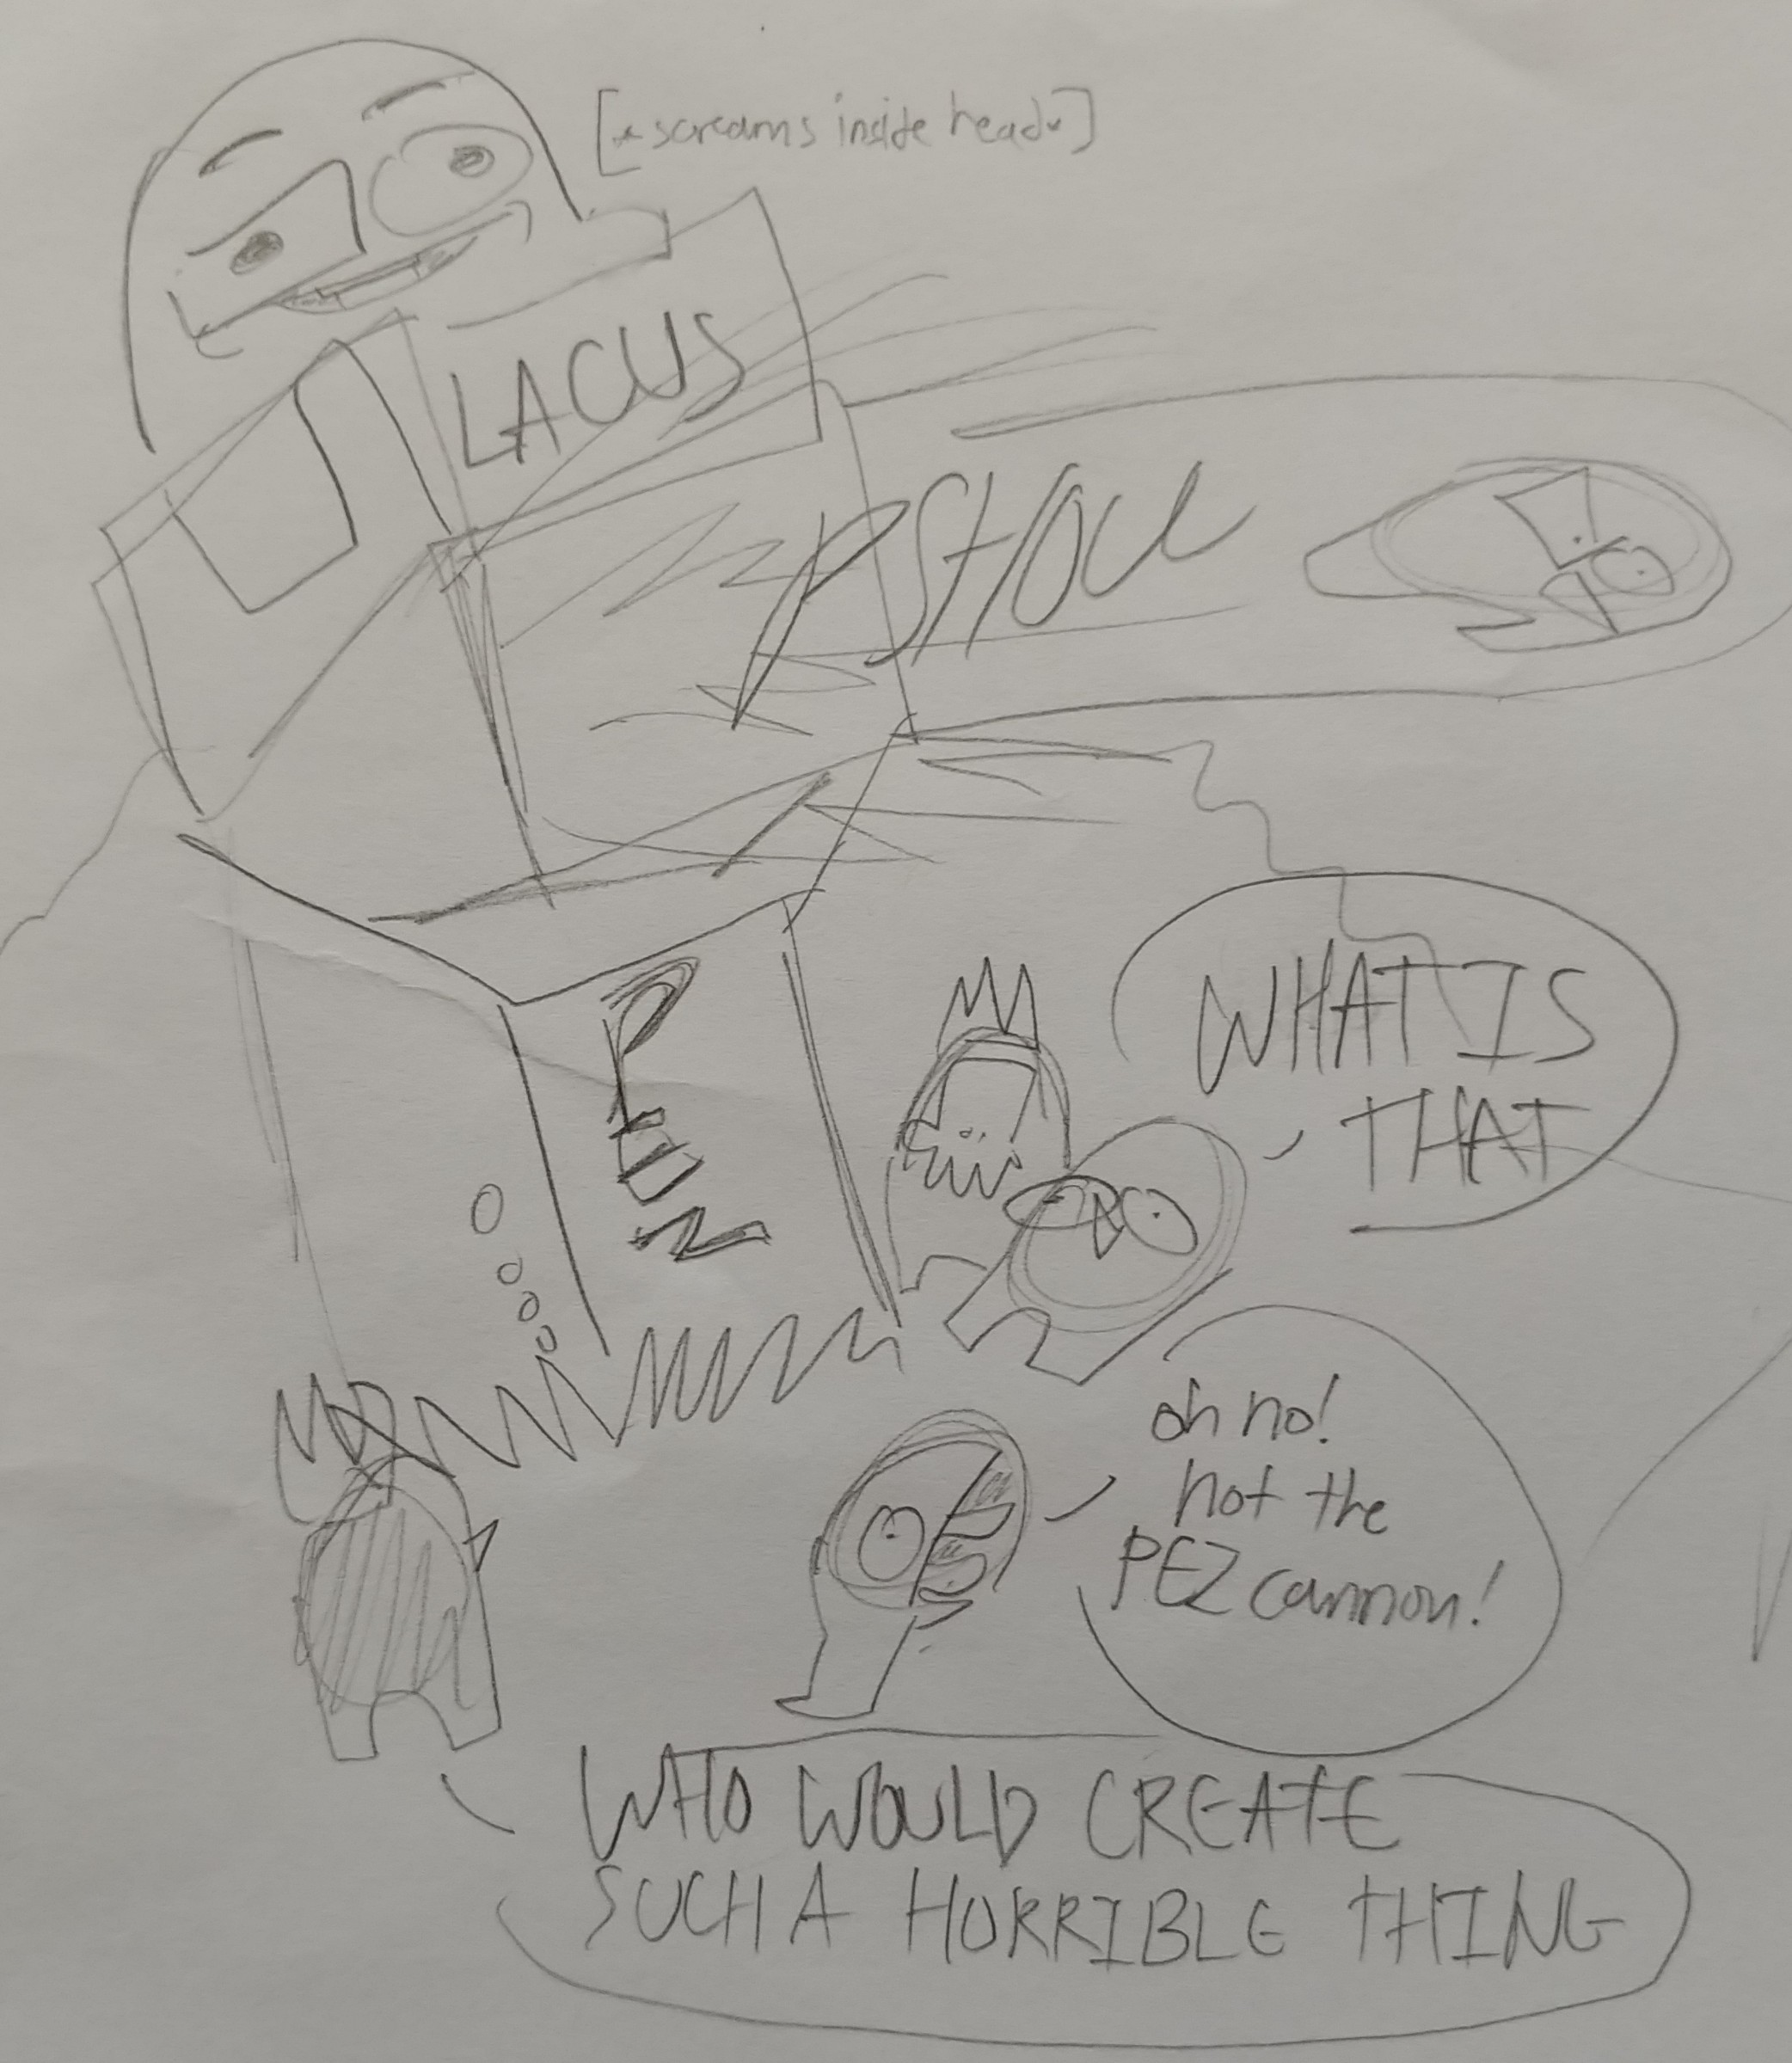 [*screams inside head*]
LACUS
PSHOU
PEZ
WHAT IS
THAT
oh no!
not the
PEZ cannon!
WHO WOULD CREATE
SUCH A HORRIBLE THING